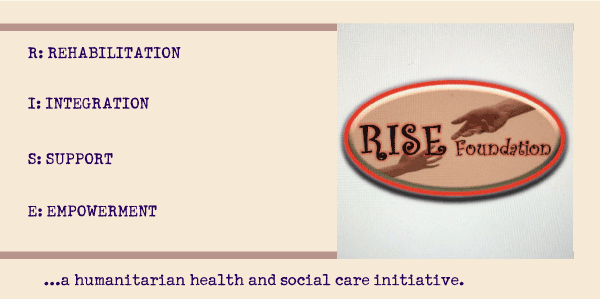 R: REHABILITATION
I: INTEGRATION
S: SUPPORT
E: EMPOWERMENT
RISE Foundation
...a humanitarian health and social care initiative.